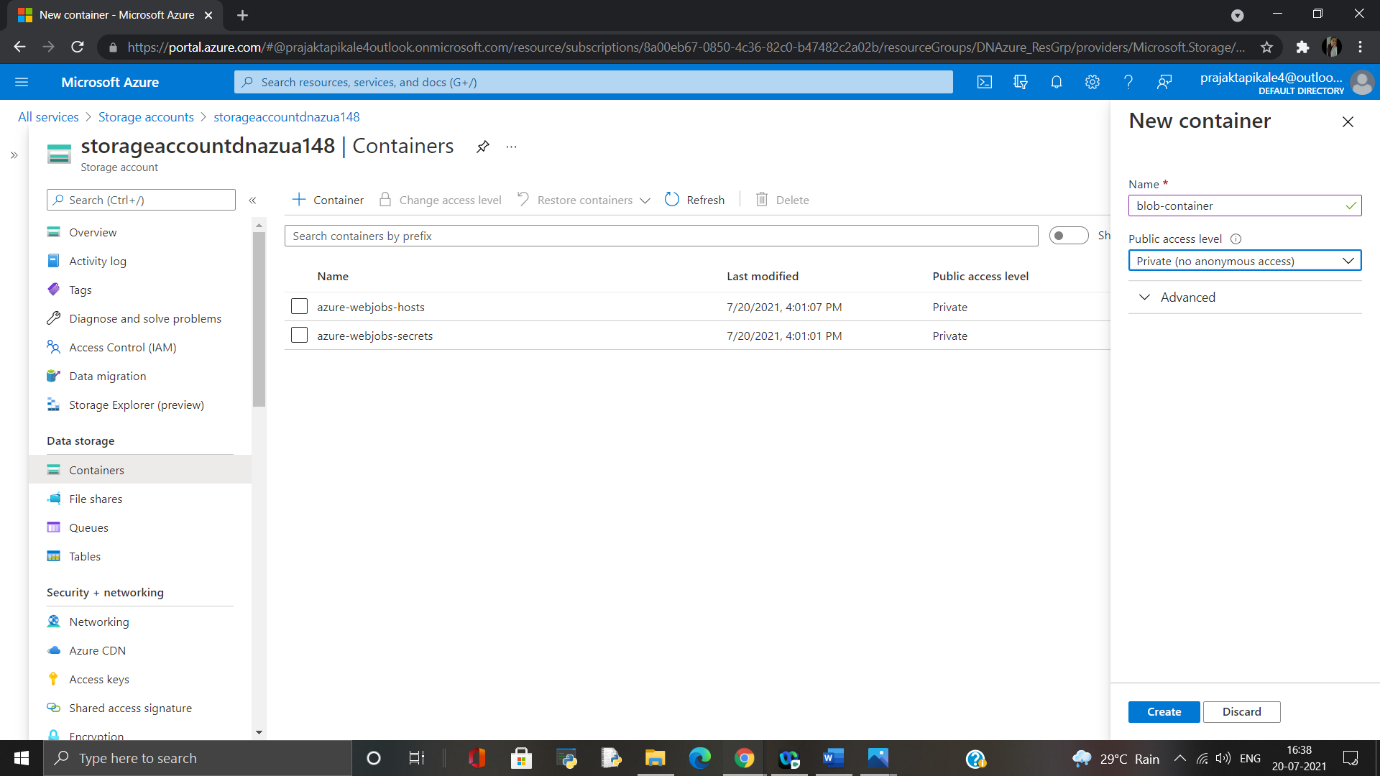 New container - Microsoft Azure
https://portal.azure.com/#@prajaktapikale4outlook.onmicrosoft.com/resource/subscriptions/8a00eb67-0850-4c36-82c0-b47482c2a02b/resourceGroups/DNAzure_ResGrp/providers/Microsoft.Storage/...
Microsoft Azure
Search resources, services, and docs (G+/)
prajaktapikale4@outloo...
DEFAULT DIRECTORY
All services > Storage accounts > storageaccountdnazua148
storageaccountdnazua148 | Containers
...
Storage account
Search (Ctrl+/)
Overview
Activity log
Tags
Diagnose and solve problems
Access Control (IAM)
Data migration
Storage Explorer (preview)
Data storage
Containers
File shares
Queues
Tables
Security + networking
Networking
Azure CDN
Access keys
Shared access signature
Encryption
Container Change access level Restore containers Refresh Delete
Search containers by prefix
Sh
Name Last modified Public access level
azure-webjobs-hosts 7/20/2021, 4:01:07 PM Private
azure-webjobs-secrets 7/20/2021, 4:01:01 PM Private
New container
Name *
blob-container
Public access level
Private (no anonymous access)
Advanced
Create Discard
Type here to search
29°C Rain
ENG
16:38
20-07-2021